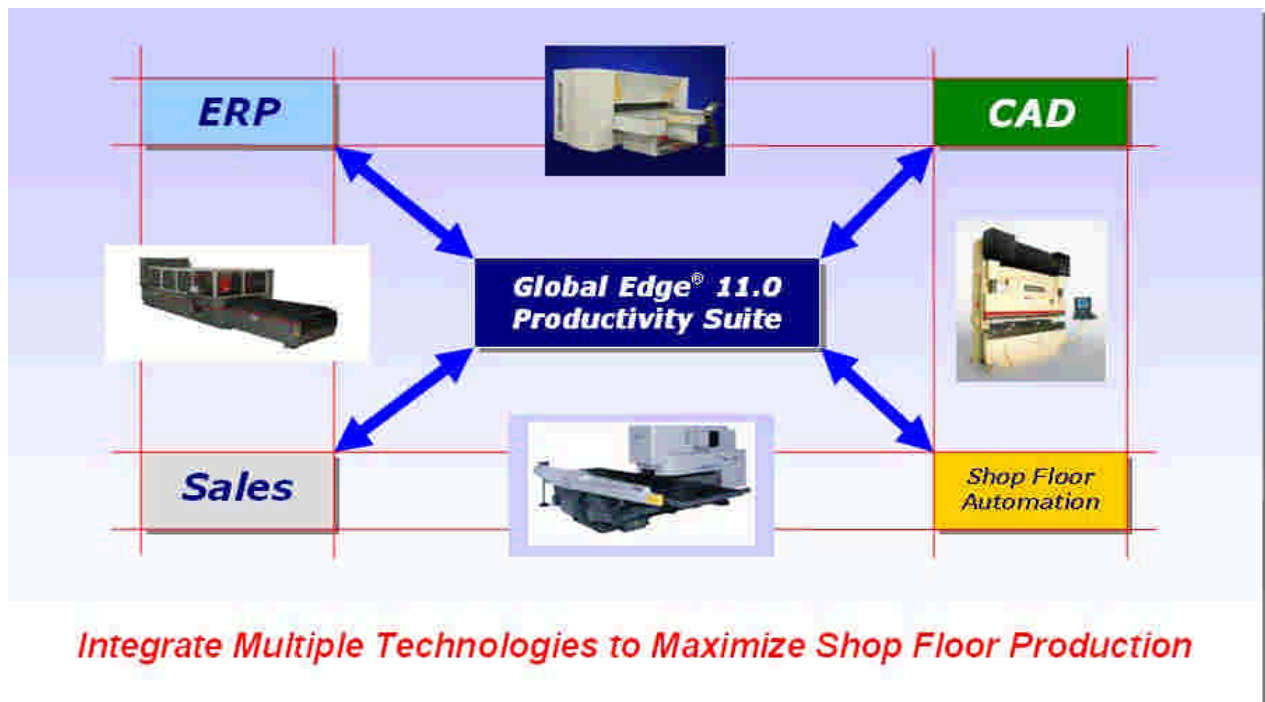 ERP
CAD
Global Edge® 11.0
Productivity Suite
Sales
Shop Floor
Automation
Integrate Multiple Technologies to Maximize Shop Floor Production